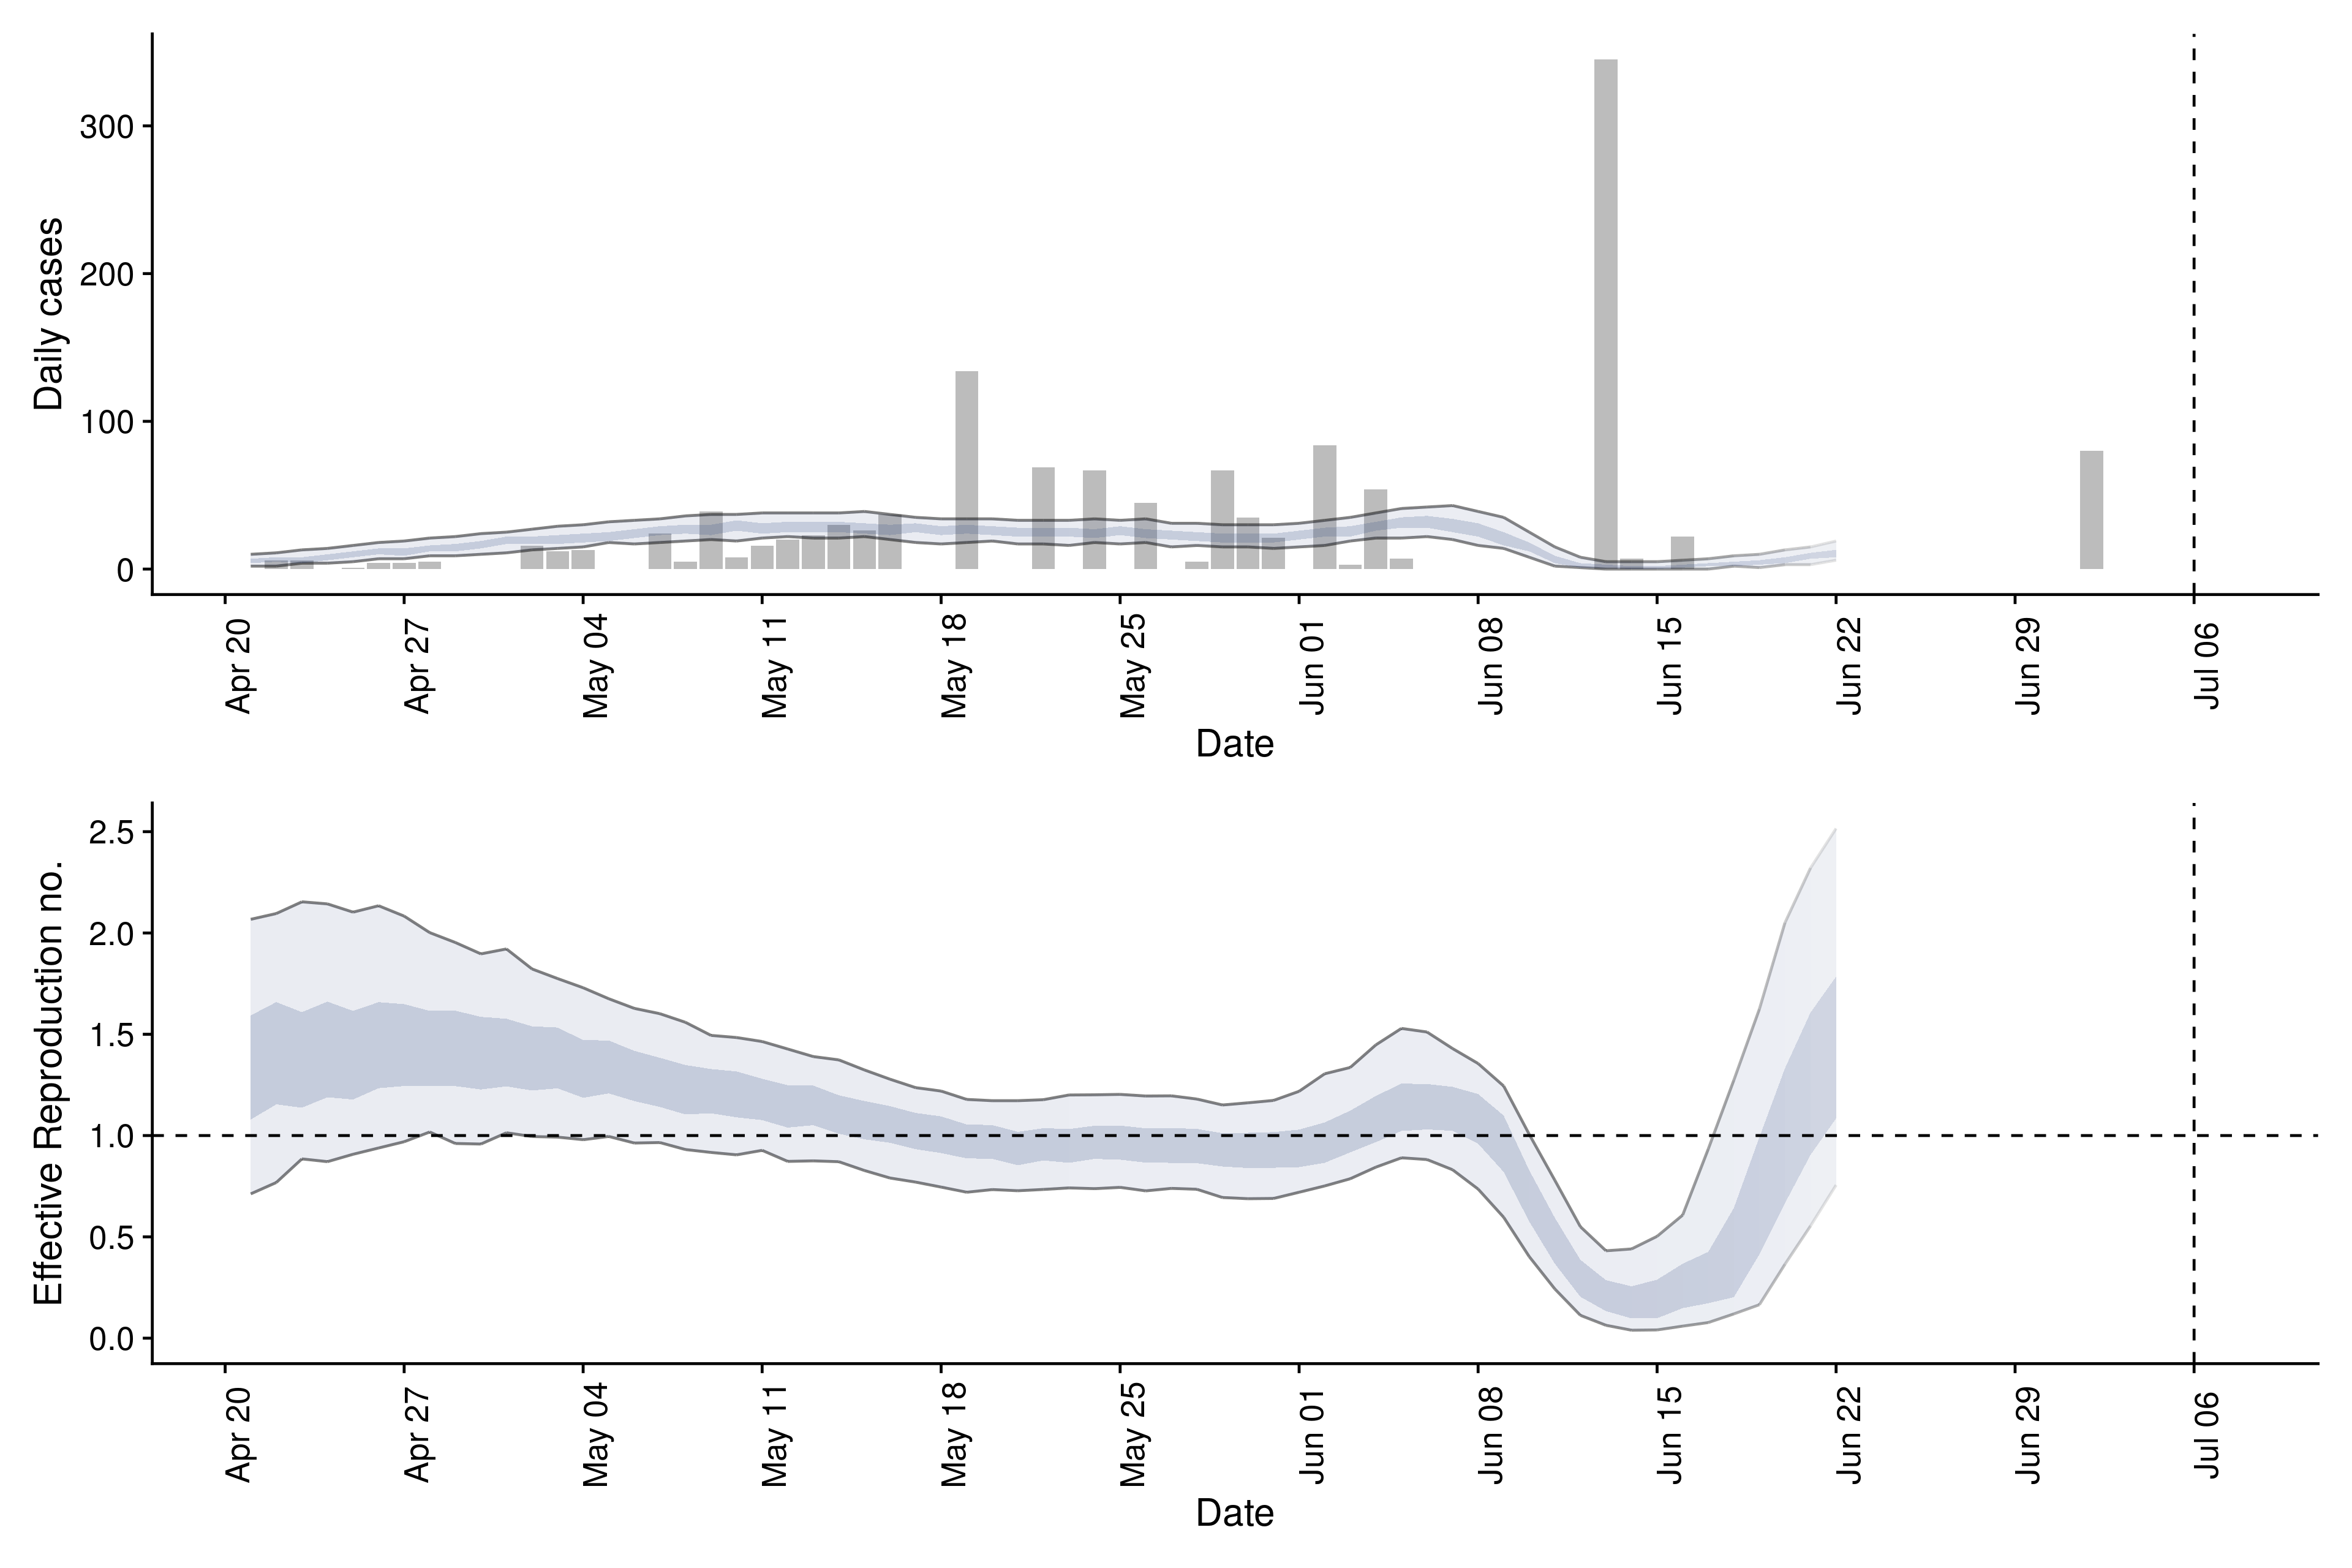 Daily cases
300
200
100
0
Apr 20
Apr 27
May 04
May 11
May 18
May 25
Jun 01
Jun 08
Jun 15
Jun 22
Jun 29
Jul 06
Date
Effective Reproduction no.
2.5
2.0
1.5
1.0
0.5
0.0
Apr 20
Apr 27
May 04
May 11
May 18
May 25
Jun 01
Jun 08
Jun 15
Jun 22
Jun 29
Jul 06
Date